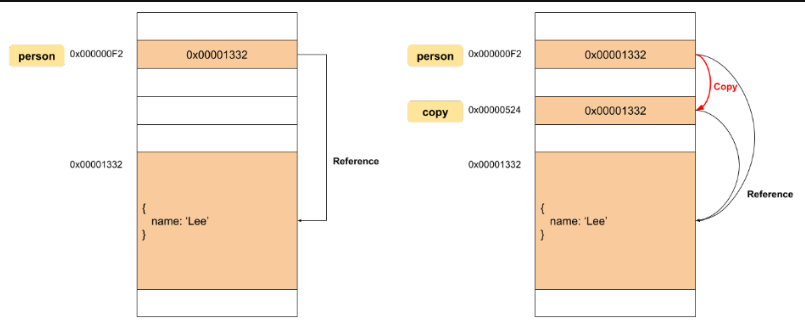 person 0x000000F2 0x00001332
0x00001332
Reference
{
name: 'Lee'
}
person 0x000000F2 0x00001332
Copy
copy 0x00000524 0x00001332
0x00001332
Reference
{
name: 'Lee'
}